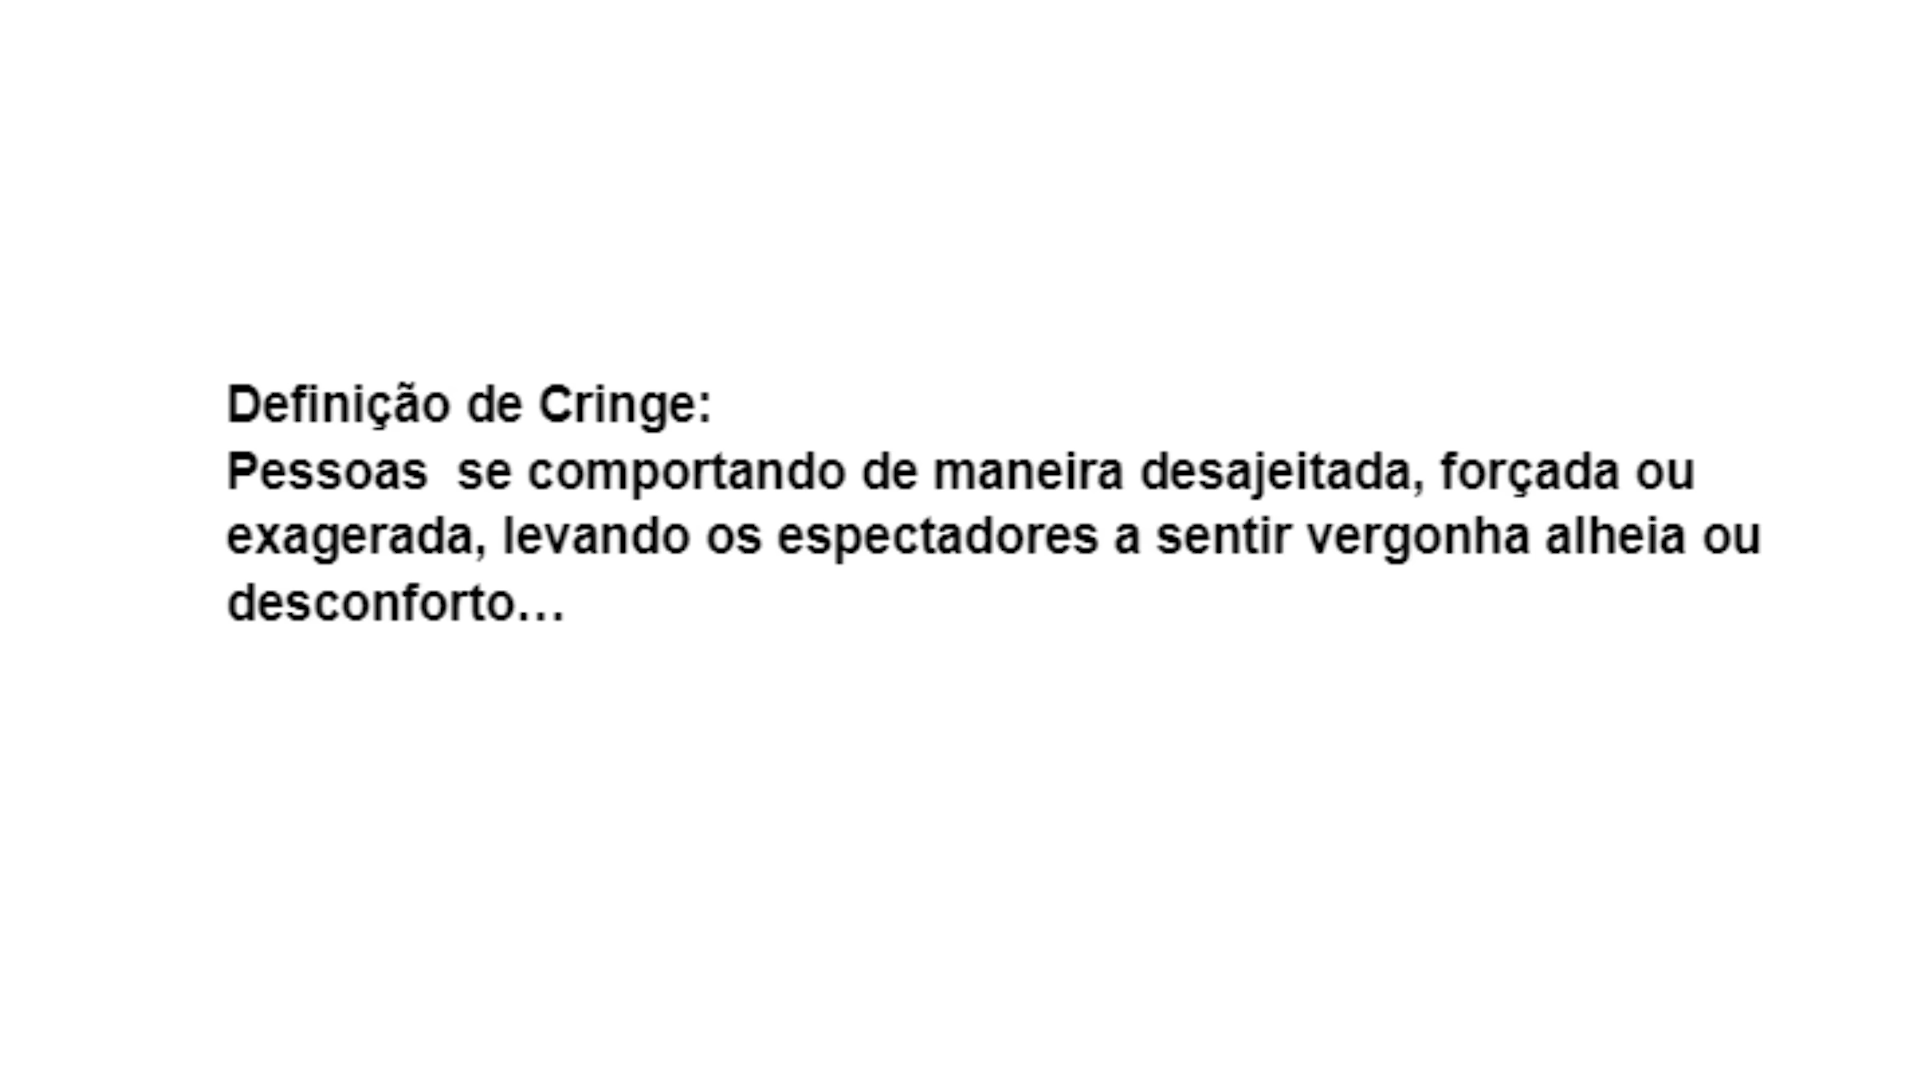 Definição de Cringe:
Pessoas  se comportando de maneira desajeitada, forçada ou
exagerada, levando os espectadores a sentir vergonha alheia ou
desconforto…